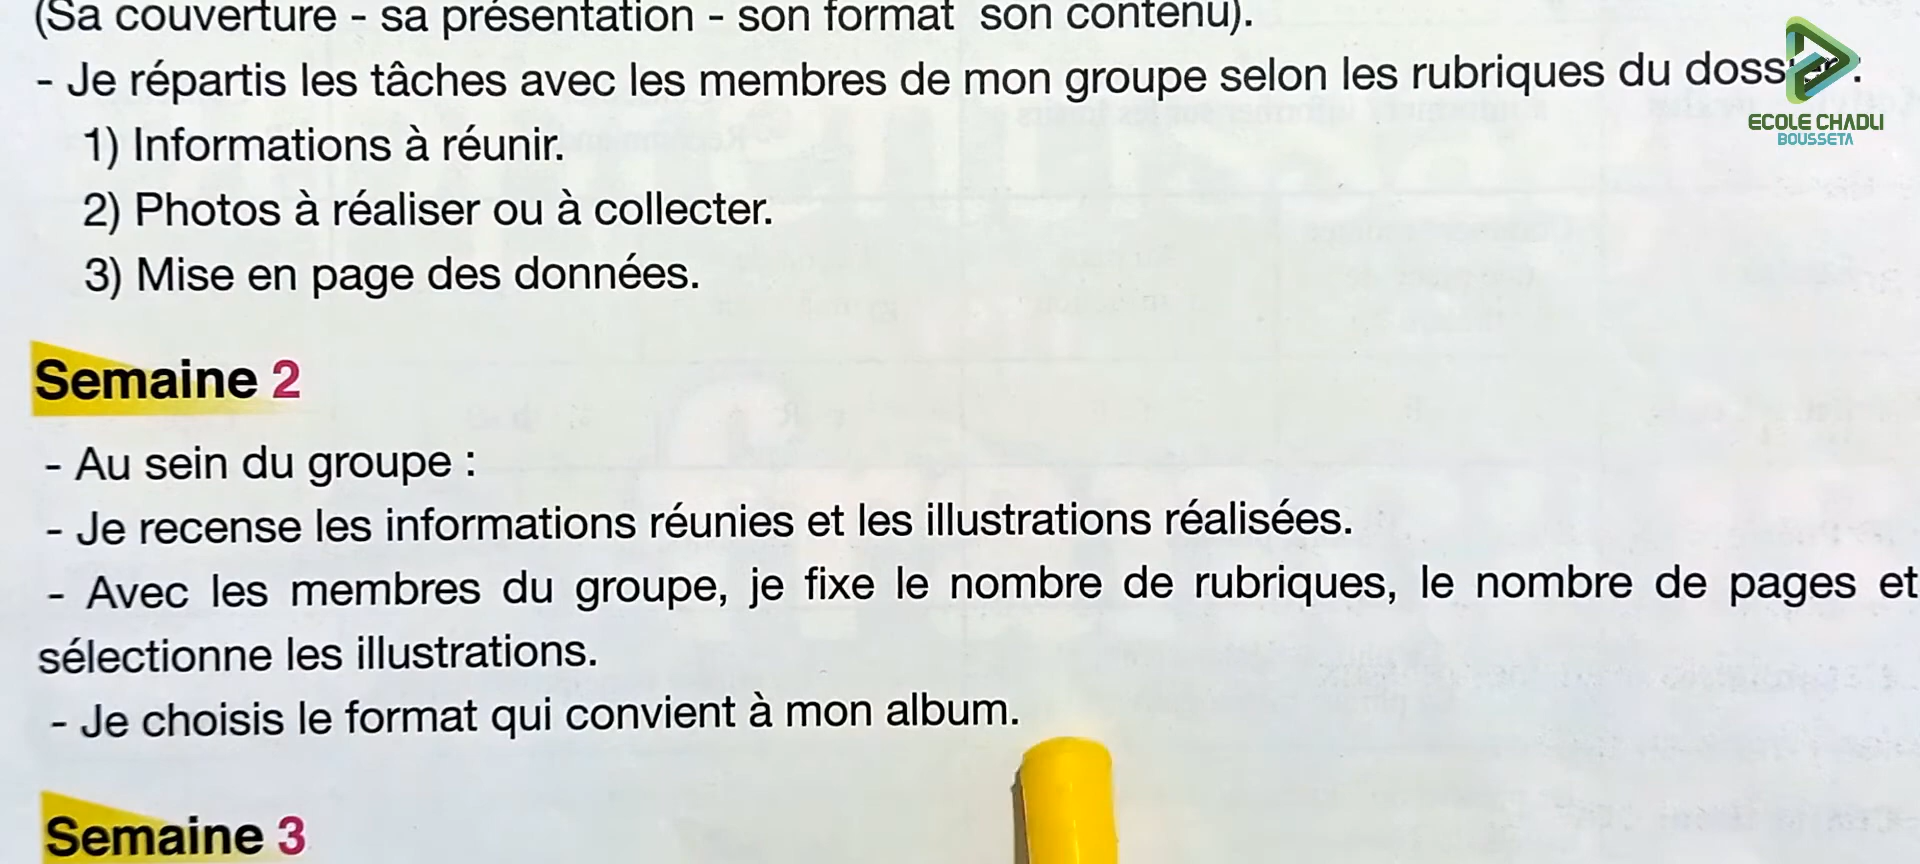 (Sa couverture - sa présentation - son format son contenu).
- Je répartis les tâches avec les membres de mon groupe selon les rubriques du dossier :
1) Informations à réunir.
2) Photos à réaliser ou à collecter.
3) Mise en page des données.
Semaine 2
- Au sein du groupe :
- Je recense les informations réunies et les illustrations réalisées.
- Avec les membres du groupe, je fixe le nombre de rubriques, le nombre de pages et
sélectionne les illustrations.
- Je choisis le format qui convient à mon album.
Semaine 3
ECOLE CHADLI
BOUSSETA